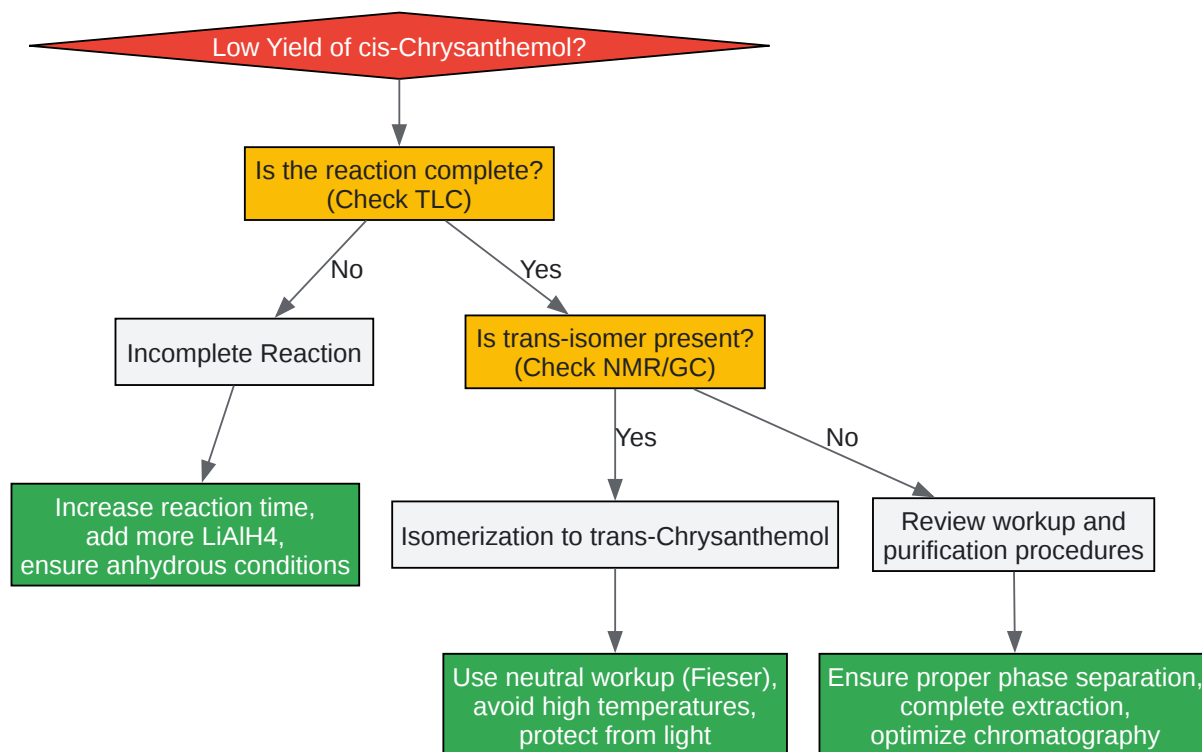 Low Yield of cis-Chrysanthemol?
Is the reaction complete?
(Check TLC)
No
Yes
Incomplete Reaction
Is trans-isomer present?
(Check NMR/GC)
Yes
No
Increase reaction time,
add more LiAlH4,
ensure anhydrous conditions
Isomerization to trans-Chrysanthemol
Review workup and
purification procedures
Use neutral workup (Fieser),
avoid high temperatures,
protect from light
Ensure proper phase separation,
complete extraction,
optimize chromatography